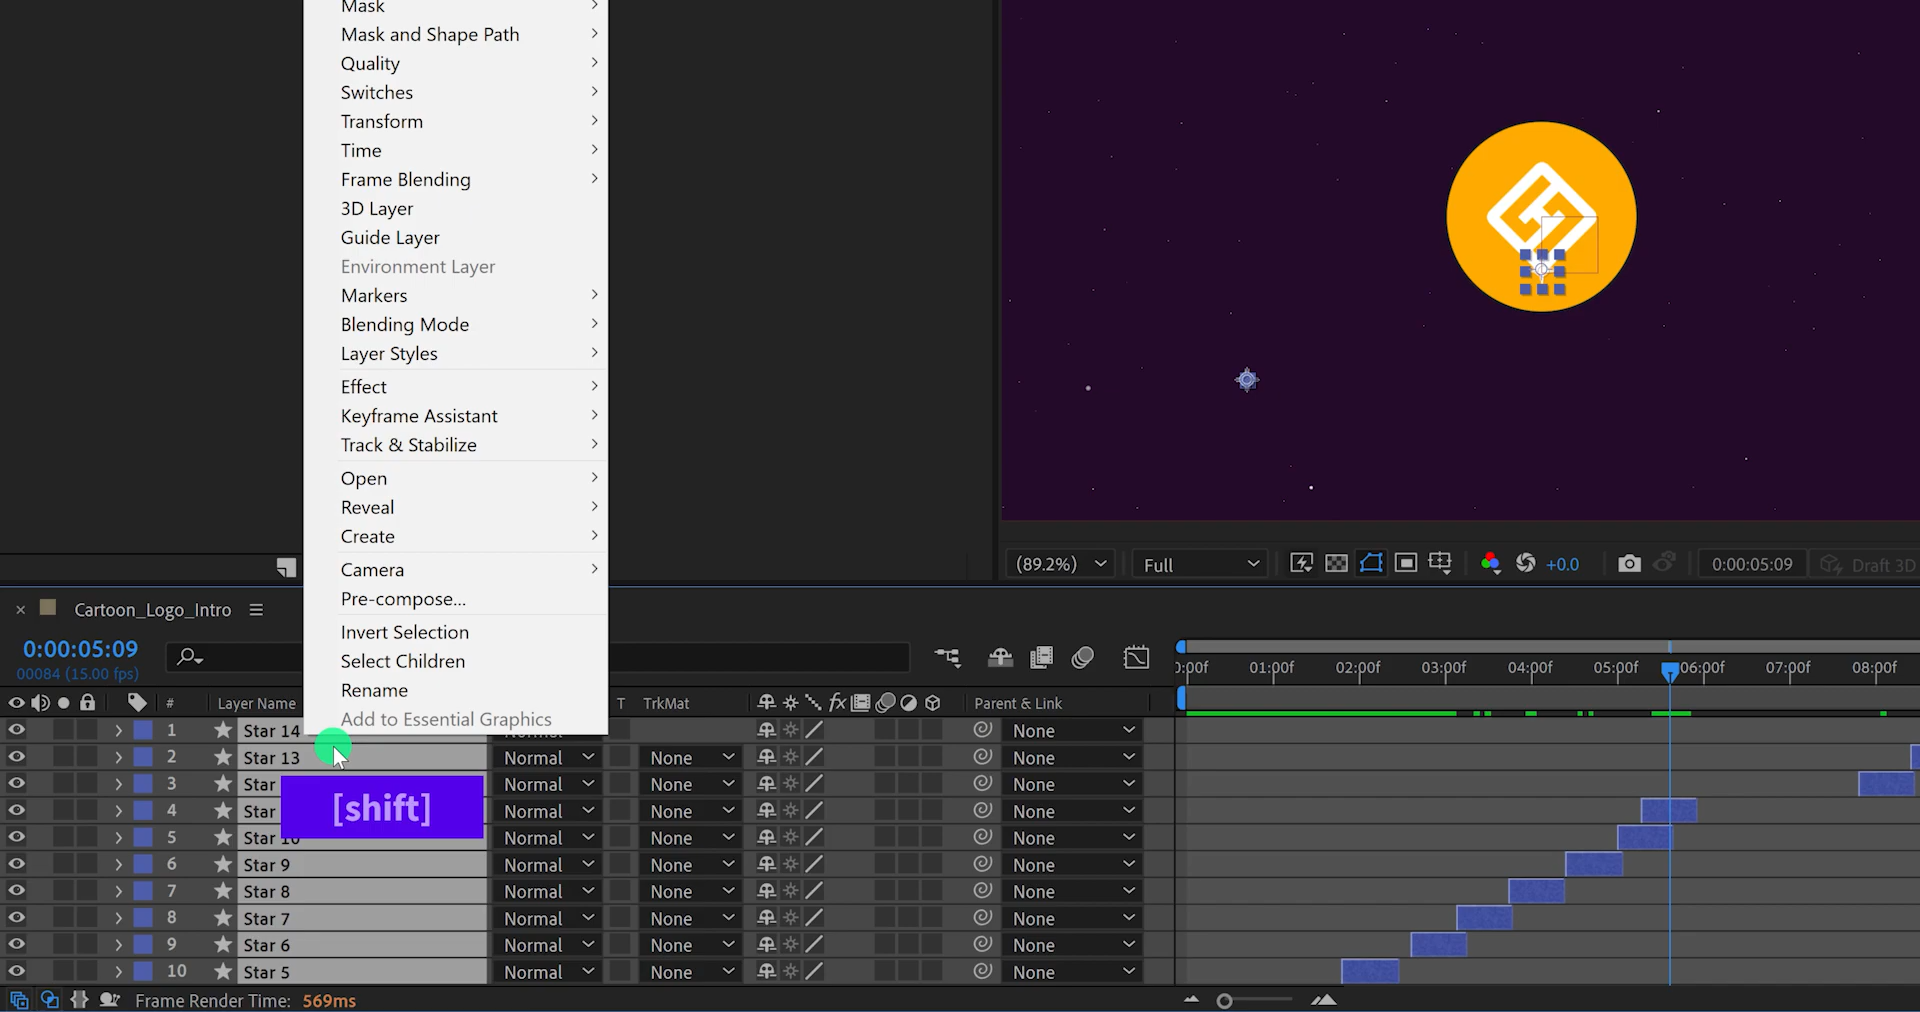 Mask
Mask and Shape Path
Quality
Switches
Transform
Time
Frame Blending
3D Layer
Guide Layer
Environment Layer
Markers
Blending Mode
Layer Styles
Effect
Keyframe Assistant
Track & Stabilize
Open
Reveal
Create
Camera
Pre-compose...
Invert Selection
Select Children
Rename
Add to Essential Graphics
(89.2%) Full +0.0 0:00:05:09 Draft 3D
Cartoon_Logo_Intro
0:00:05:09
00084 (15.00 fps)
0:00f 01:00f 02:00f 03:00f 04:00f 05:00f 06:00f 07:00f 08:00f
# Layer Name T TrkMat fx Parent & Link
1 Star 14 None
2 Star 13 Normal None None
3 Star Normal None None
[shift]
4 Star Normal None None
5 Star 10 Normal None None
6 Star 9 Normal None None
7 Star 8 Normal None None
8 Star 7 Normal None None
9 Star 6 Normal None None
10 Star 5 Normal None None
Frame Render Time: 569ms